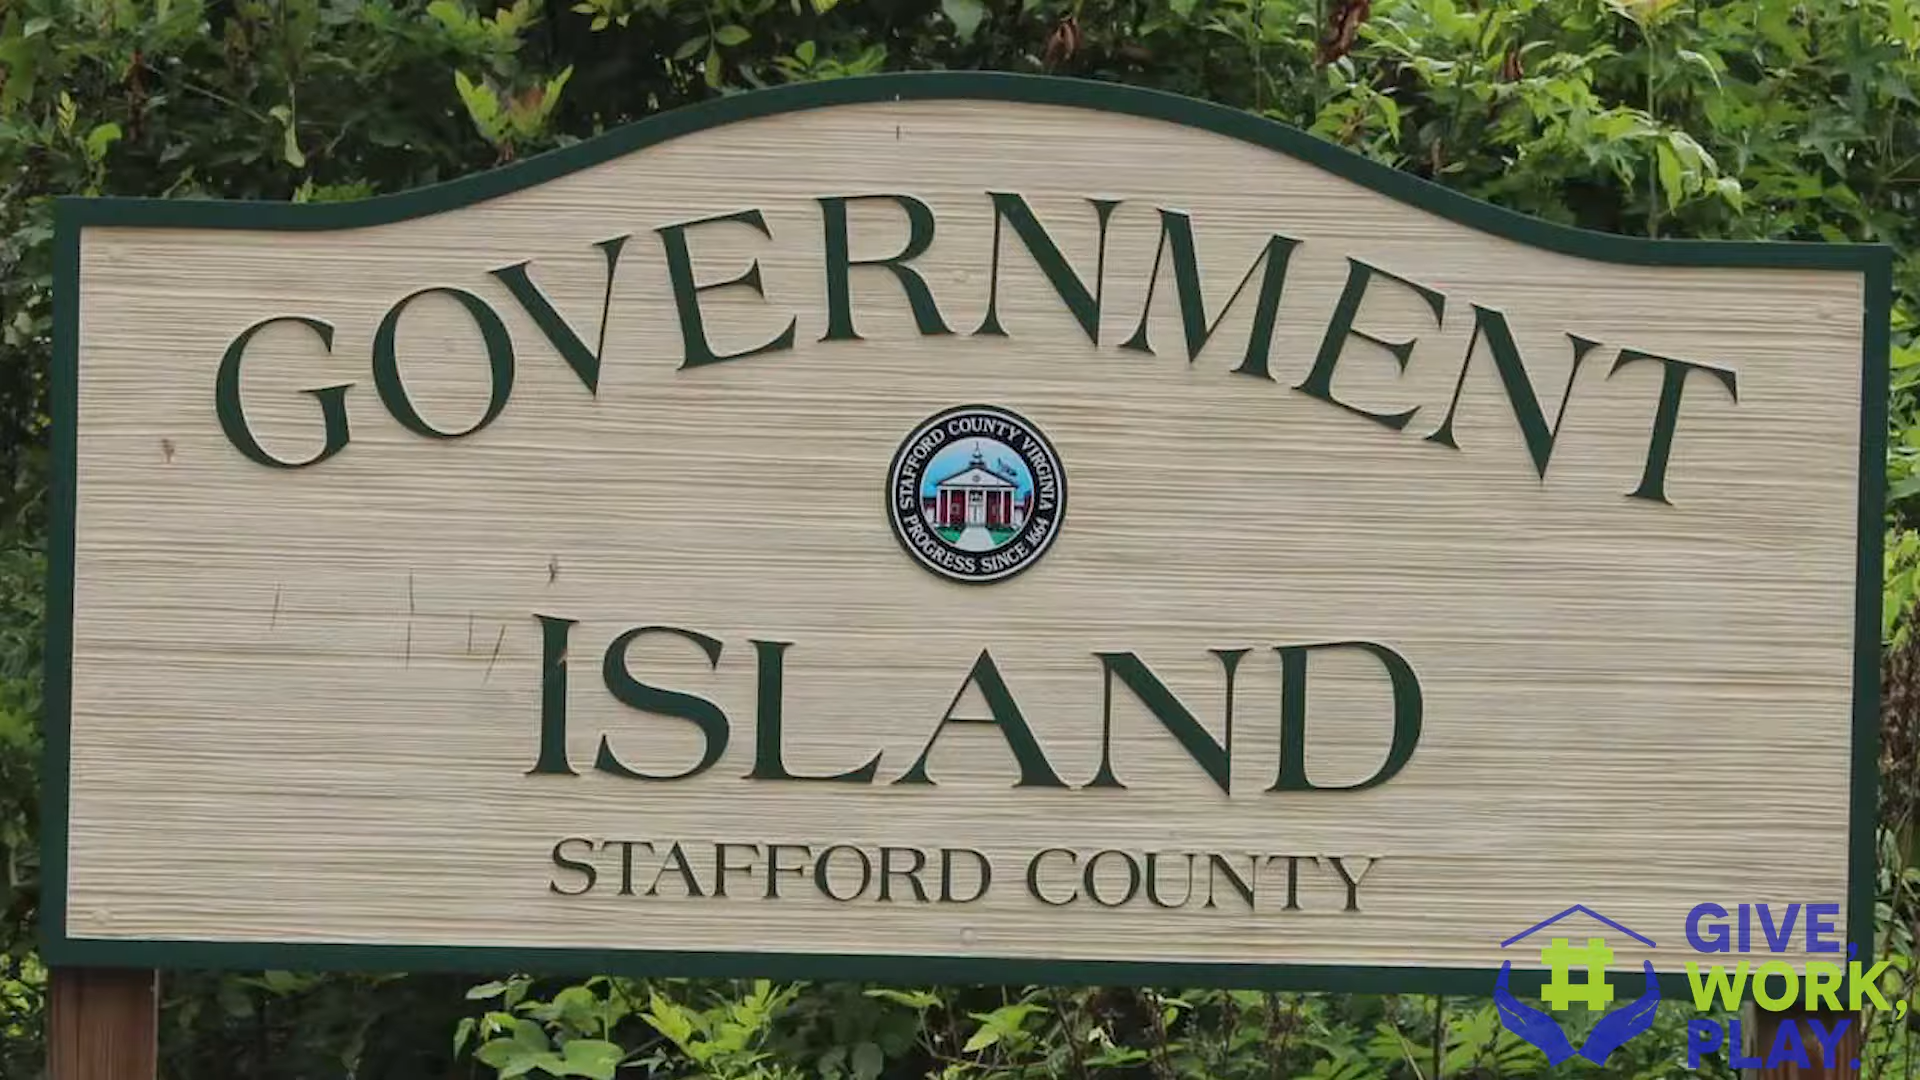 GOVERNMENT
STAFFORD COUNTY VIRGINIA
PROGRESS SINCE 1664
ISLAND
STAFFORD COUNTY
GIVE.
WORK,
PLAY.